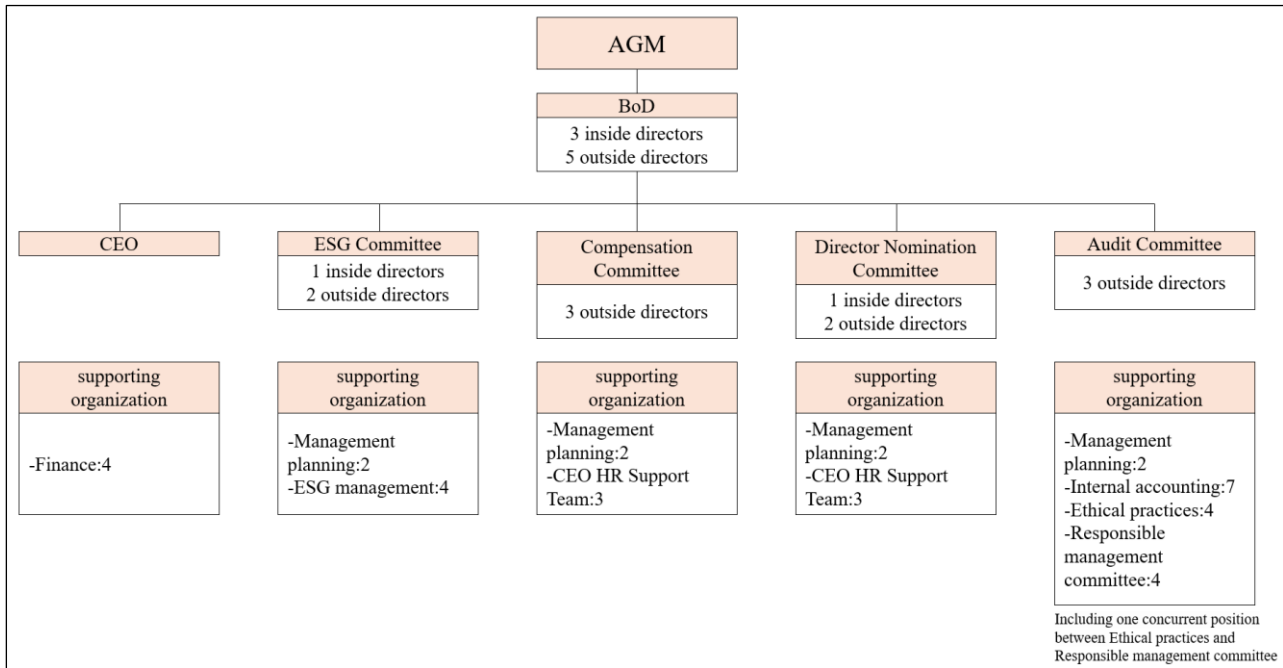 AGM
BoD
3 inside directors
5 outside directors
CEO
ESG Committee
1 inside directors
2 outside directors
Compensation
Committee
3 outside directors
Director Nomination
Committee
1 inside directors
2 outside directors
Audit Committee
3 outside directors
supporting
organization
-Finance:4
supporting
organization
-Management
planning:2
-ESG management:4
supporting
organization
-Management
planning:2
-CEO HR Support
Team:3
supporting
organization
-Management
planning:2
-CEO HR Support
Team:3
supporting
organization
-Management
planning:2
-Internal accounting:7
-Ethical practices:4
-Responsible
management
committee:4
Including one concurrent position
between Ethical practices and
Responsible management committee